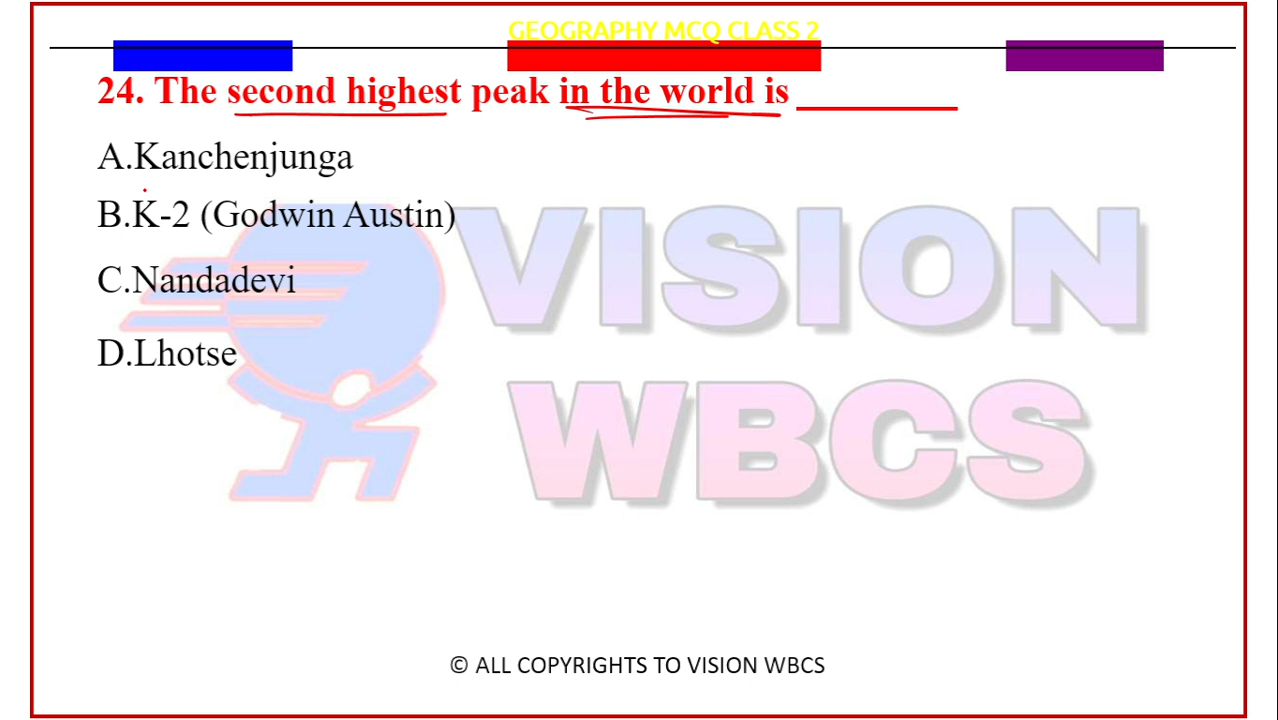 GEOGRAPHY MCQ CLASS 2
24. The second highest peak in the world is _________
A.Kanchenjunga
B.K-2 (Godwin Austin)
C.Nandadevi
D.Lhotse
VISION
WBCS
© ALL COPYRIGHTS TO VISION WBCS